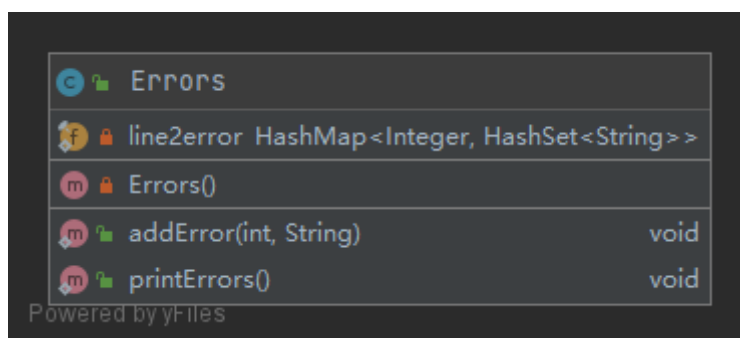 Errors
line2error HashMap<Integer, HashSet<String>>
Errors()
addError(int, String) void
printErrors() void
Powered by yFiles